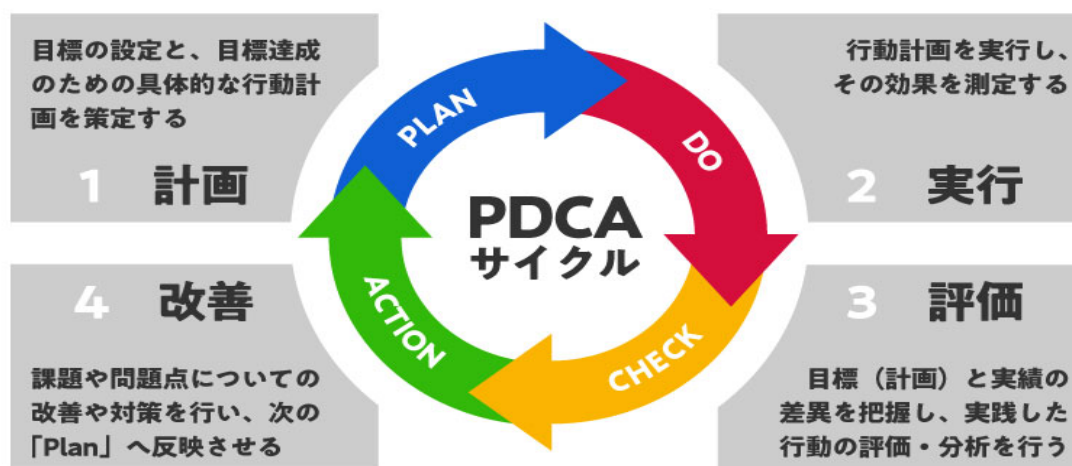 目標の設定と、目標達成
のための具体的な行動計
画を策定する
1 計画
行動計画を実行し、
その効果を測定する
2 実行
PLAN
DO
PDCA
サイクル
CHECK
ACTION
4 改善
課題や問題点についての
改善や対策を行い、次の
「Plan」へ反映させる
3 評価
目標（計画）と実績の
差異を把握し、実践した
行動の評価・分析を行う